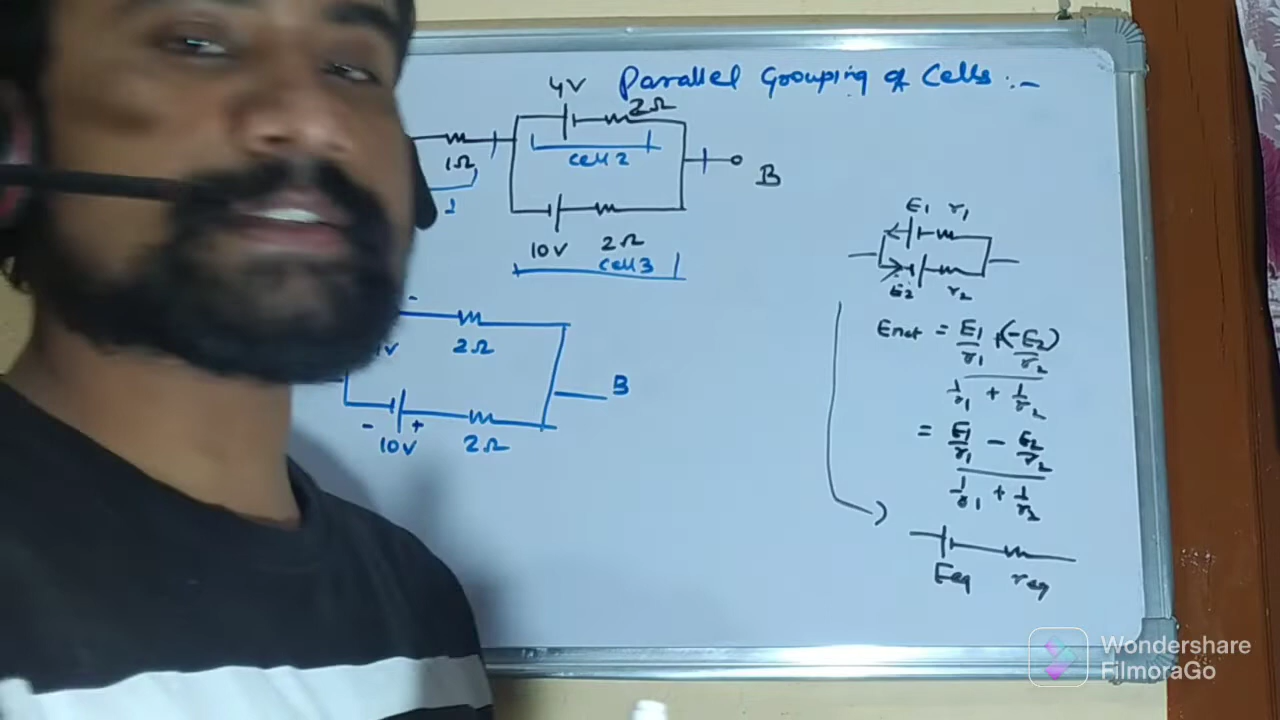 Parallel Grouping of Cells :-
4V
2Ω
1Ω
cell 2
1
B
10V 2Ω
cell 3
E1 r1
E2 r2
Enet = E1/r1 + (-E2)/r2
1/r1 + 1/r2
= E1/r1 - E2/r2
1/r1 + 1/r2
Eeq req
-
V 2Ω
B
- +
10V 2Ω
Wondershare
FilmoraGo